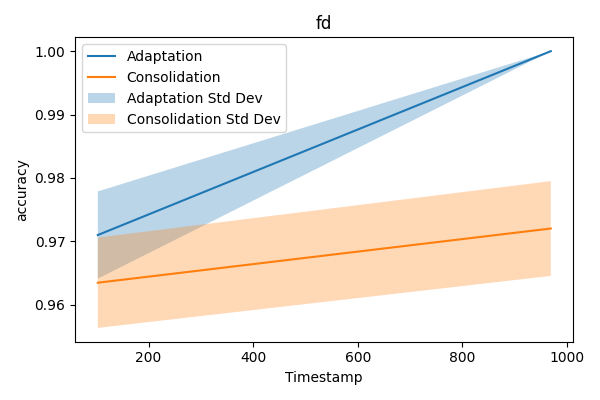 fd
Adaptation
Consolidation
Adaptation Std Dev
Consolidation Std Dev
accuracy
1.00
0.99
0.98
0.97
0.96
200
400
600
800
1000
Timestamp